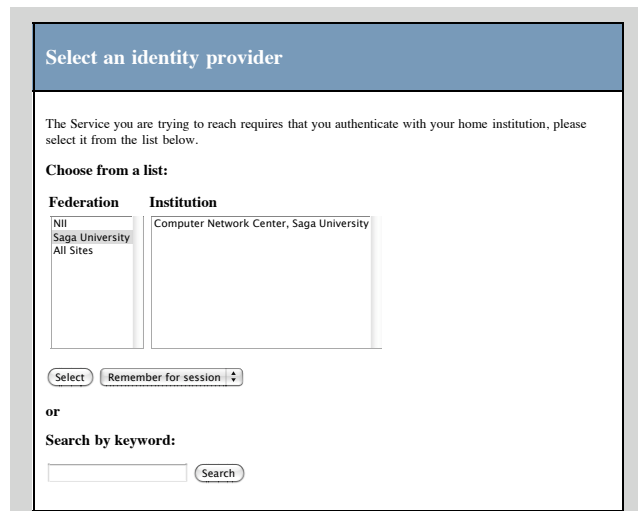 Select an identity provider
The Service you are trying to reach requires that you authenticate with your home institution, please
select it from the list below.
Choose from a list:
Federation Institution
NII Computer Network Center, Saga University
Saga University
All Sites
Select Remember for session
or
Search by keyword:
Search